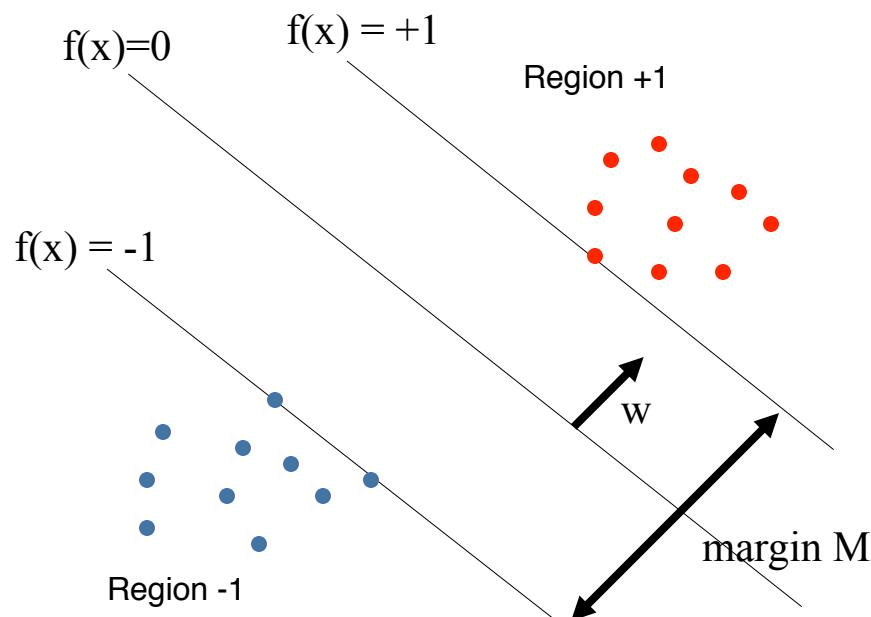 f(x)=0
f(x) = +1
Region +1
f(x) = -1
w
margin M
Region -1